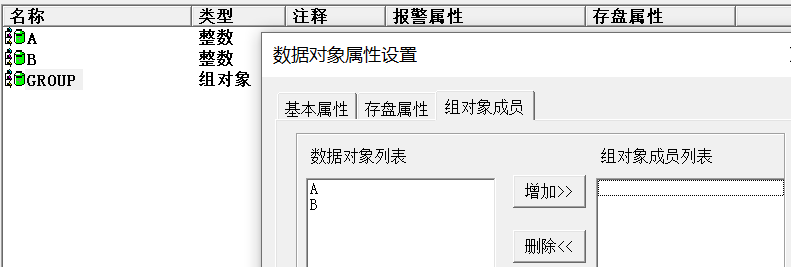 名称 类型 注释 报警属性 存盘属性
A 整数
B 整数
GROUP 组对象
数据对象属性设置
基本属性 存盘属性 组对象成员
数据对象列表 组对象成员列表
A
B
增加>>
删除<<